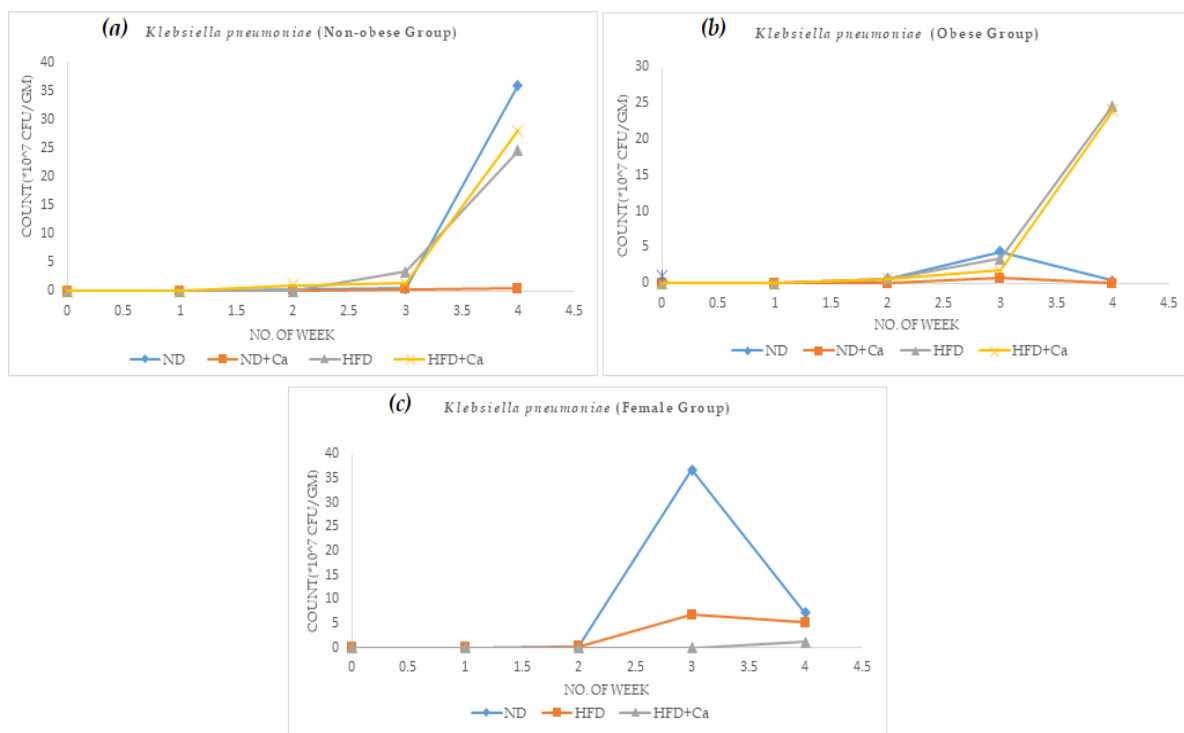 (a)
Klebsiella pneumoniae (Non-obese Group)
COUNT(*10^7 CFU/GM)
40
35
30
25
20
15
10
5
0
0 0.5 1 1.5 2 2.5 3 3.5 4 4.5
NO. OF WEEK
ND ND+Ca HFD HFD+Ca
(b)
Klebsiella pneumoniae (Obese Group)
COUNT(*10^7 CFU/GM)
30
25
20
15
10
5
0
0 0.5 1 1.5 2 2.5 3 3.5 4 4.5
NO. OF WEEK
ND ND+Ca HFD HFD+Ca
(c)
Klebsiella pneumoniae (Female Group)
COUNT(*10^7 CFU/GM)
40
35
30
25
20
15
10
5
0
0 0.5 1 1.5 2 2.5 3 3.5 4 4.5
NO. OF WEEK
ND HFD HFD+Ca